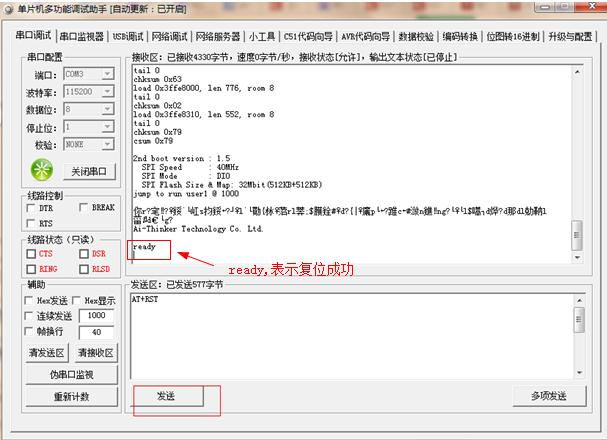 单片机多功能调试助手 [自动更新：已开启]
串口调试 串口监视器 USB调试 网络调试 网络服务器 小工具 C51代码向导 AVR代码向导 数据校验 编码转换 位图转16进制 升级与配置
串口配置
端口： COM3
波特率： 115200
数据位： 8
停止位： 1
校验： NONE
关闭串口
线路控制
DTR BREAK
RTS
线路状态（只读）
CTS DSR
RING RLSD
辅助
Hex发送 Hex显示
连续发送 1000
帧换行 40
清发送区 清接收区
伪串口监视
重新计数
接收区：已接收4330字节，速度0字节/秒，接收状态[允许]，输出文本状态[已停止]
tail 0
chksum 0x63
load 0x3ffe8000, len 776, room 8
tail 0
chksum 0x02
load 0x3ffe8310, len 552, room 8
tail 0
chksum 0x79
csum 0x79
2nd boot version : 1.5
SPI Speed : 40MHz
SPI Mode : DIO
SPI Flash Size & Map: 32Mbit(512KB+512KB)
jump to run user1 @ 1000
Ai-Thinker Technology Co. Ltd.
ready
ready,表示复位成功
发送区：已发送577字节
AT+RST
发送
多项发送